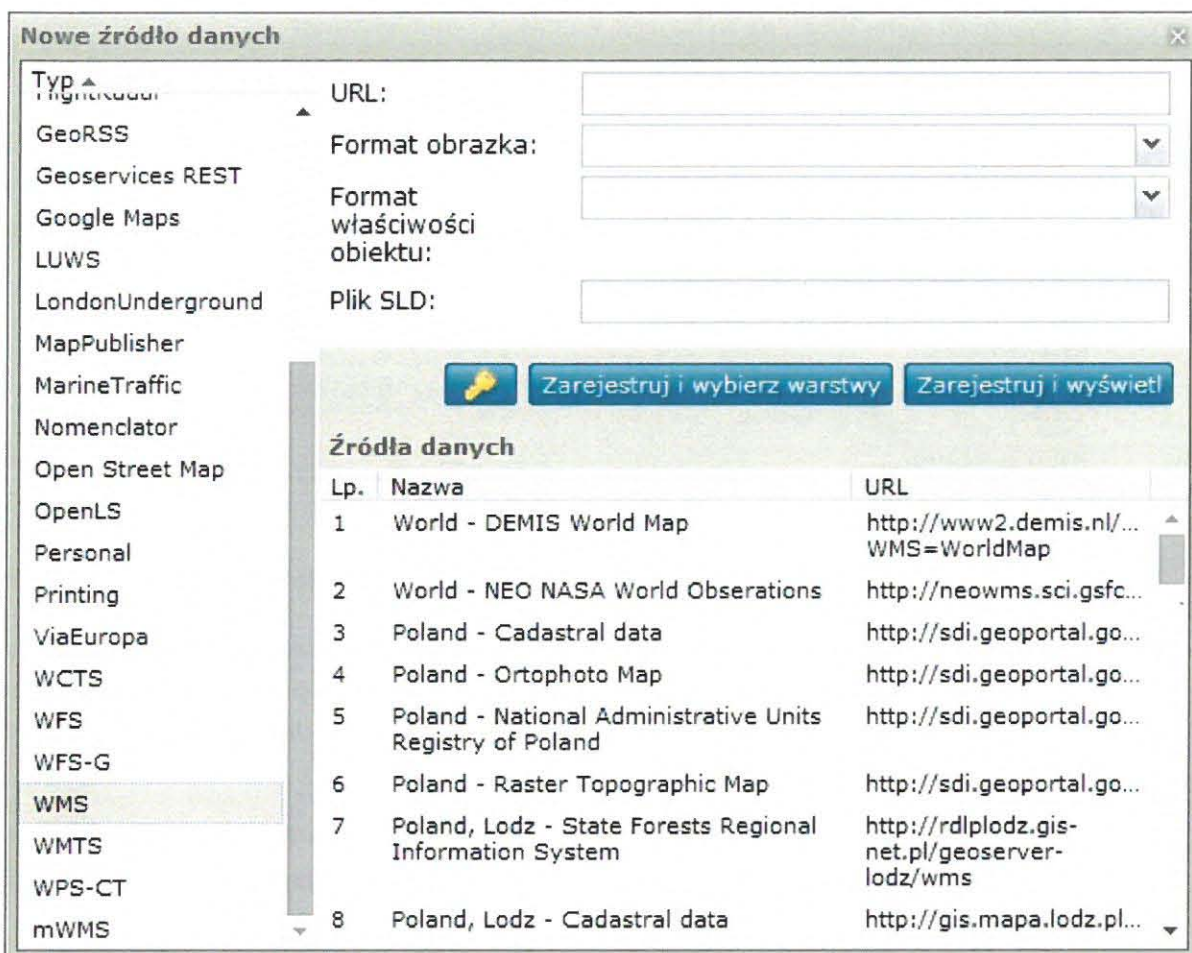 Nowe źródło danych
Typ
GeoRSS
Geoservices REST
Google Maps
LUWS
LondonUnderground
MapPublisher
MarineTraffic
Nomenclator
Open Street Map
OpenLS
Personal
Printing
ViaEuropa
WCTS
WFS
WFS-G
WMS
WMTS
WPS-CT
mWMS
URL:
Format obrazka:
Format
właściwości
obiektu:
Plik SLD:
Zarejestruj i wybierz warstwy Zarejestruj i wyświetl
Źródła danych
Lp. Nazwa URL
1 World - DEMIS World Map http://www2.demis.nl/...
WMS=WorldMap
2 World - NEO NASA World Obserations http://neowms.sci.gsfc...
3 Poland - Cadastral data http://sdi.geoportal.go...
4 Poland - Ortophoto Map http://sdi.geoportal.go...
5 Poland - National Administrative Units http://sdi.geoportal.go...
Registry of Poland
6 Poland - Raster Topographic Map http://sdi.geoportal.go...
7 Poland, Lodz - State Forests Regional http://rdlplodz.gis-
Information System net.pl/geoserver-
lodz/wms
8 Poland, Lodz - Cadastral data http://gis.mapa.lodz.pl...